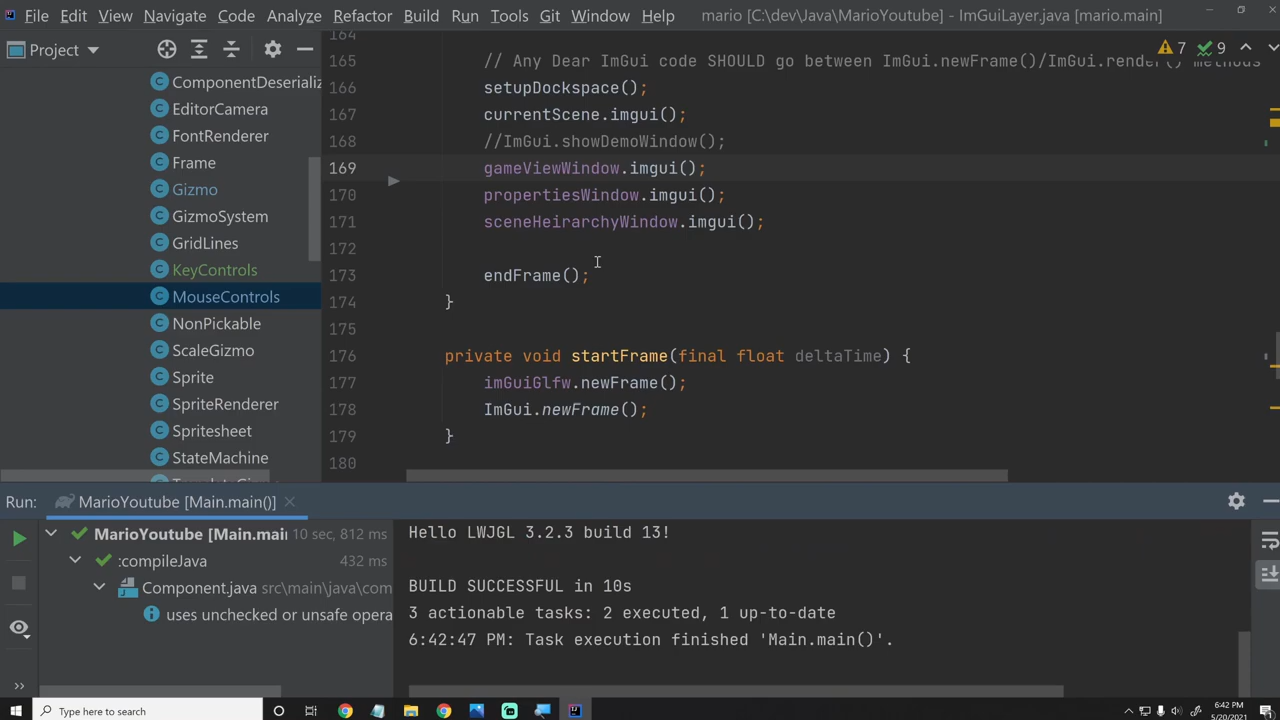 File Edit View Navigate Code Analyze Refactor Build Run Tools Git Window Help mario [C:\dev\Java\MarioYoutube] - ImGuiLayer.java [mario.main]
Project
ComponentDeserializ
EditorCamera
FontRenderer
Frame
Gizmo
GizmoSystem
GridLines
KeyControls
MouseControls
NonPickable
ScaleGizmo
Sprite
SpriteRenderer
Spritesheet
StateMachine
7 9
164
165 // Any Dear ImGui code SHOULD go between ImGui.newFrame()/ImGui.render() methods
166 setupDockspace();
167 currentScene.imgui();
168 //ImGui.showDemoWindow();
169 gameViewWindow.imgui();
170 propertiesWindow.imgui();
171 sceneHeirarchyWindow.imgui();
172
173 endFrame();
174 }
175
176 private void startFrame(final float deltaTime) {
177 imGuiGlfw.newFrame();
178 ImGui.newFrame();
179 }
180
Run: MarioYoutube [Main.main()]
MarioYoutube [Main.mai 10 sec, 812 ms
:compileJava 432 ms
Component.java src\main\java\com
uses unchecked or unsafe opera
Hello LWJGL 3.2.3 build 13!
BUILD SUCCESSFUL in 10s
3 actionable tasks: 2 executed, 1 up-to-date
6:42:47 PM: Task execution finished 'Main.main()'.
Type here to search
6:42 PM
5/20/2021